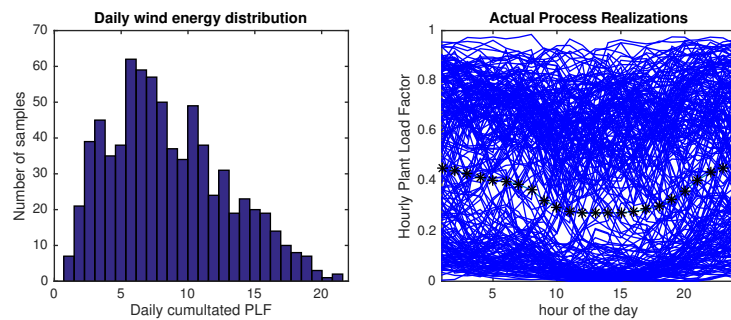 Daily wind energy distribution
Number of samples
70
60
50
40
30
20
10
0
0 5 10 15 20
Daily cumultated PLF
Actual Process Realizations
Hourly Plant Load Factor
1
0.8
0.6
0.4
0.2
0
5 10 15 20
hour of the day